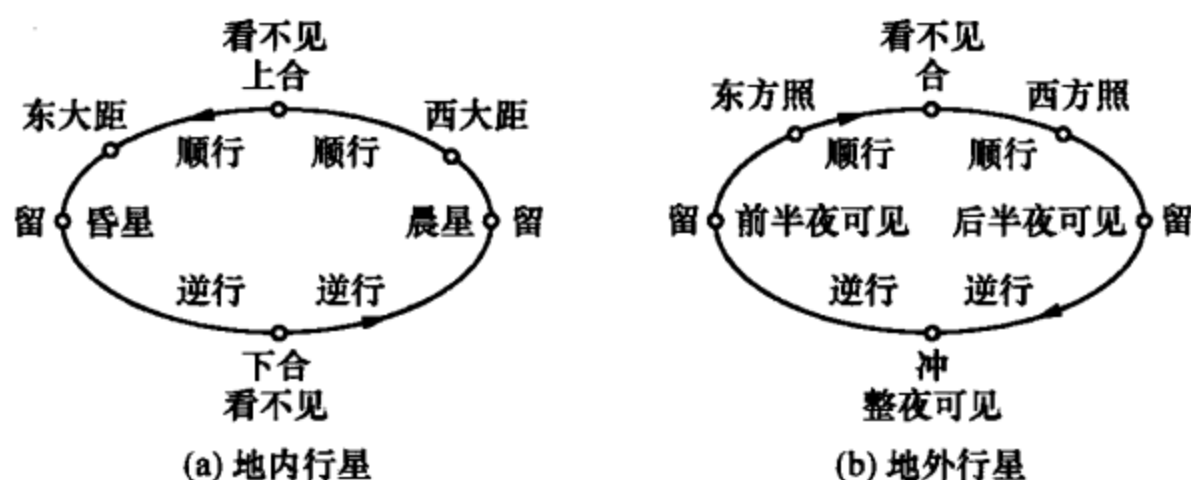 看不见
上合
东大距
西大距
顺行 顺行
留 昏星 晨星 留
逆行 逆行
下合
看不见
(a) 地内行星
看不见
合
东方照
西方照
顺行 顺行
留 前半夜可见 后半夜可见 留
逆行 逆行
冲
整夜可见
(b) 地外行星